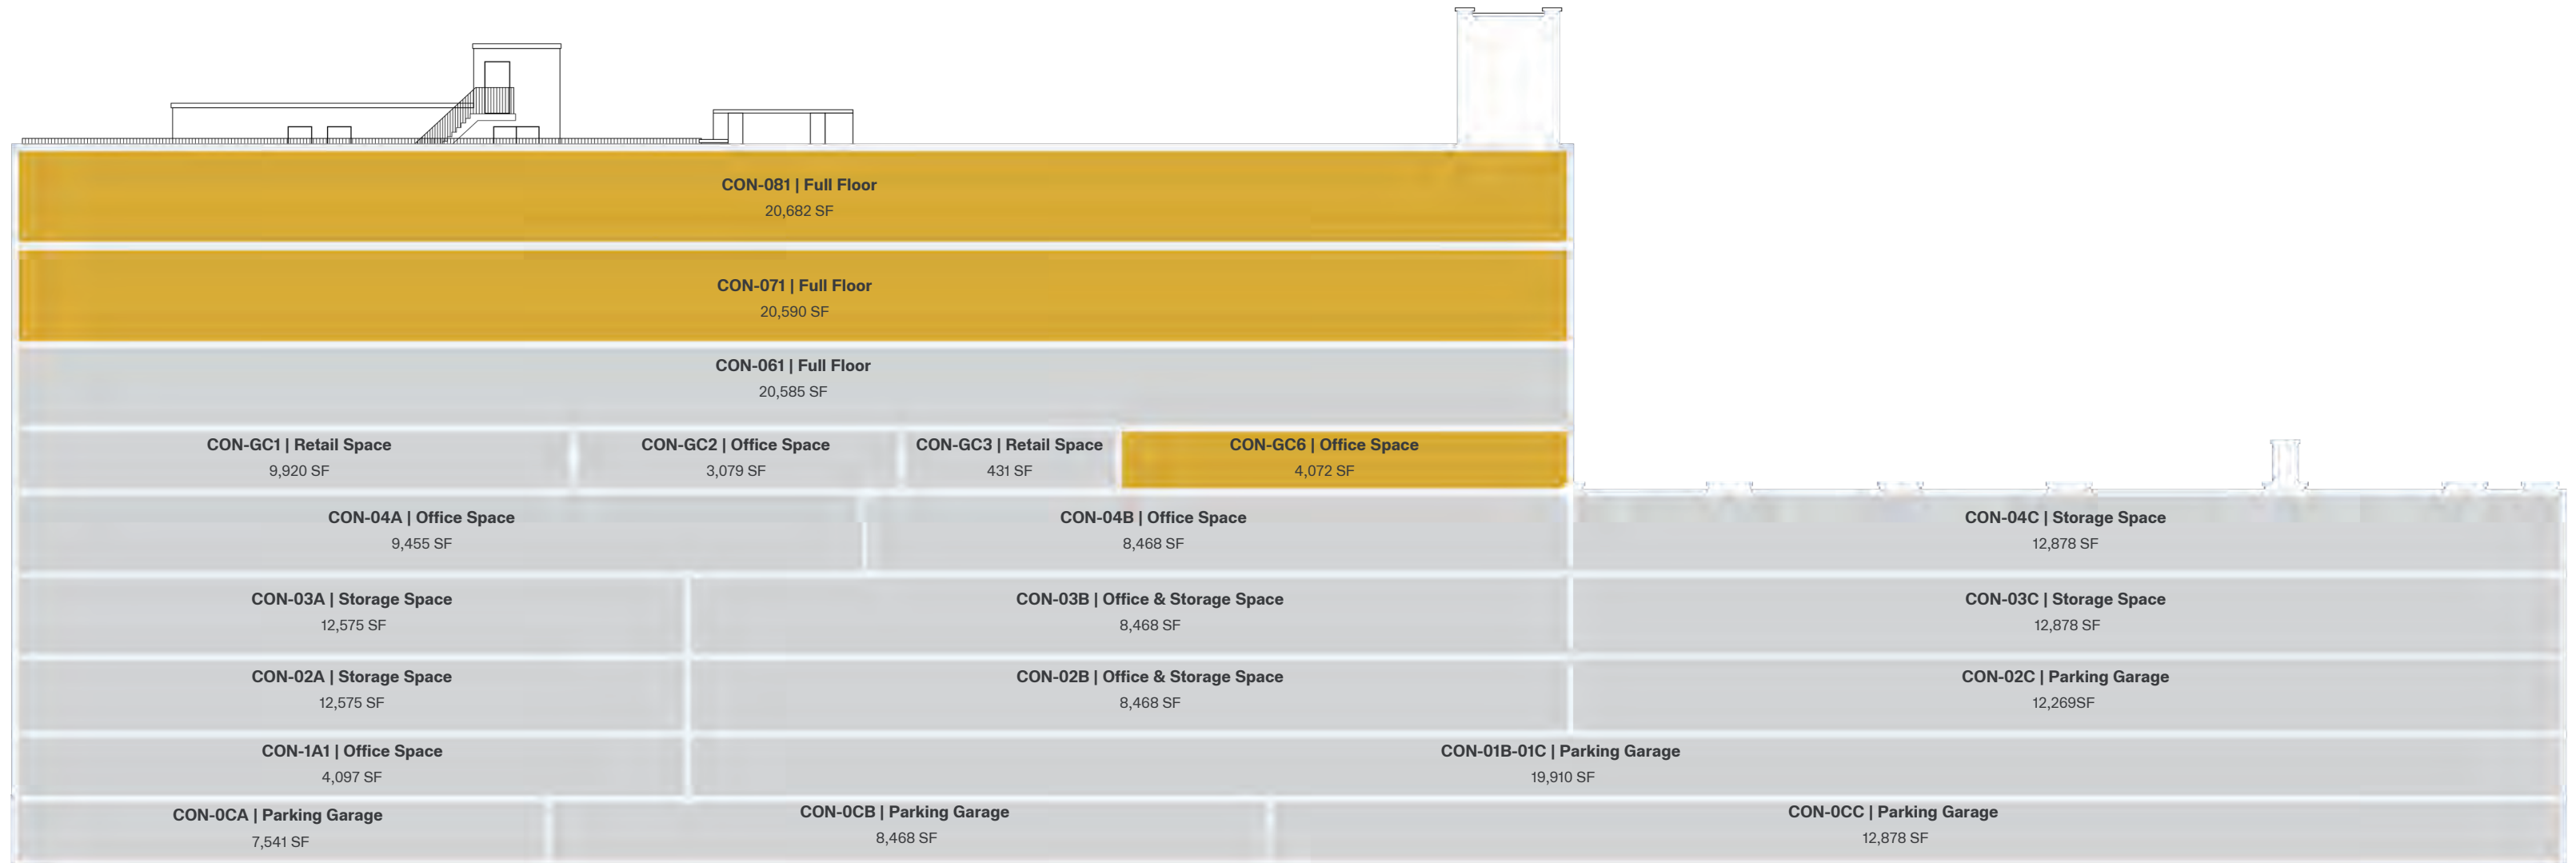 CON-081 | Full Floor
20,682 SF
CON-071 | Full Floor
20,590 SF
CON-061 | Full Floor
20,585 SF
CON-GC1 | Retail Space
9,920 SF
CON-GC2 | Office Space
3,079 SF
CON-GC3 | Retail Space
431 SF
CON-GC6 | Office Space
4,072 SF
CON-04A | Office Space
9,455 SF
CON-04B | Office Space
8,468 SF
CON-04C | Storage Space
12,878 SF
CON-03A | Storage Space
12,575 SF
CON-03B | Office & Storage Space
8,468 SF
CON-03C | Storage Space
12,878 SF
CON-02A | Storage Space
12,575 SF
CON-02B | Office & Storage Space
8,468 SF
CON-02C | Parking Garage
12,269SF
CON-1A1 | Office Space
4,097 SF
CON-01B-01C | Parking Garage
19,910 SF
CON-0CA | Parking Garage
7,541 SF
CON-0CB | Parking Garage
8,468 SF
CON-0CC | Parking Garage
12,878 SF